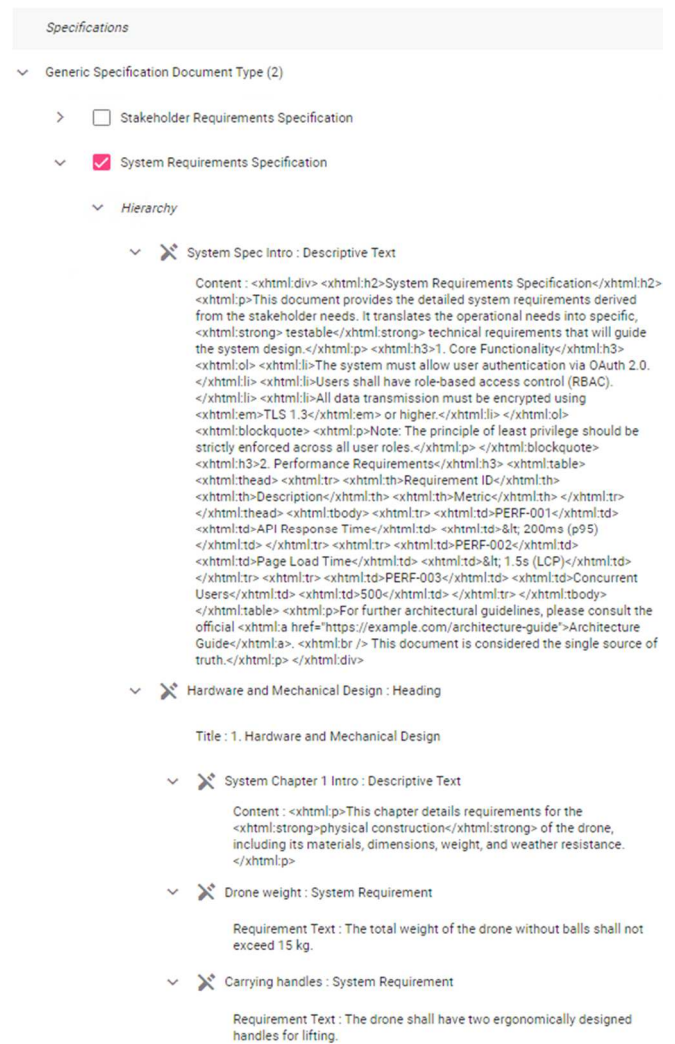 Specifications
Generic Specification Document Type (2)
Stakeholder Requirements Specification
System Requirements Specification
Hierarchy
System Spec Intro : Descriptive Text
Content : <xhtml:div> <xhtml:h2>System Requirements Specification</xhtml:h2>
<xhtml:p>This document provides the detailed system requirements derived
from the stakeholder needs. It translates the operational needs into specific,
<xhtml:strong> testable</xhtml:strong> technical requirements that will guide
the system design.</xhtml:p> <xhtml:h3>1. Core Functionality</xhtml:h3>
<xhtml:ol> <xhtml:li>The system must allow user authentication via OAuth 2.0.
</xhtml:li> <xhtml:li>Users shall have role-based access control (RBAC).
</xhtml:li> <xhtml:li>All data transmission must be encrypted using
<xhtml:em>TLS 1.3</xhtml:em> or higher.</xhtml:li> </xhtml:ol>
<xhtml:blockquote> <xhtml:p>Note: The principle of least privilege should be
strictly enforced across all user roles.</xhtml:p> </xhtml:blockquote>
<xhtml:h3>2. Performance Requirements</xhtml:h3> <xhtml:table>
<xhtml:thead> <xhtml:tr> <xhtml:th>Requirement ID</xhtml:th>
<xhtml:th>Description</xhtml:th> <xhtml:th>Metric</xhtml:th> </xhtml:tr>
</xhtml:thead> <xhtml:tbody> <xhtml:tr> <xhtml:td>PERF-001</xhtml:td>
<xhtml:td>API Response Time</xhtml:td> <xhtml:td>&lt; 200ms (p95)
</xhtml:td> </xhtml:tr> <xhtml:tr> <xhtml:td>PERF-002</xhtml:td>
<xhtml:td>Page Load Time</xhtml:td> <xhtml:td>&lt; 1.5s (LCP)</xhtml:td>
</xhtml:tr> <xhtml:tr> <xhtml:td>PERF-003</xhtml:td> <xhtml:td>Concurrent
Users</xhtml:td> <xhtml:td>500</xhtml:td> </xhtml:tr> </xhtml:tbody>
</xhtml:table> <xhtml:p>For further architectural guidelines, please consult the
official <xhtml:a href="https://example.com/architecture-guide">Architecture
Guide</xhtml:a>. <xhtml:br /> This document is considered the single source of
truth.</xhtml:p> </xhtml:div>
Hardware and Mechanical Design : Heading
Title : 1. Hardware and Mechanical Design
System Chapter 1 Intro : Descriptive Text
Content : <xhtml:p>This chapter details requirements for the
<xhtml:strong>physical construction</xhtml:strong> of the drone,
including its materials, dimensions, weight, and weather resistance.
</xhtml:p>
Drone weight : System Requirement
Requirement Text : The total weight of the drone without balls shall not
exceed 15 kg.
Carrying handles : System Requirement
Requirement Text : The drone shall have two ergonomically designed
handles for lifting.